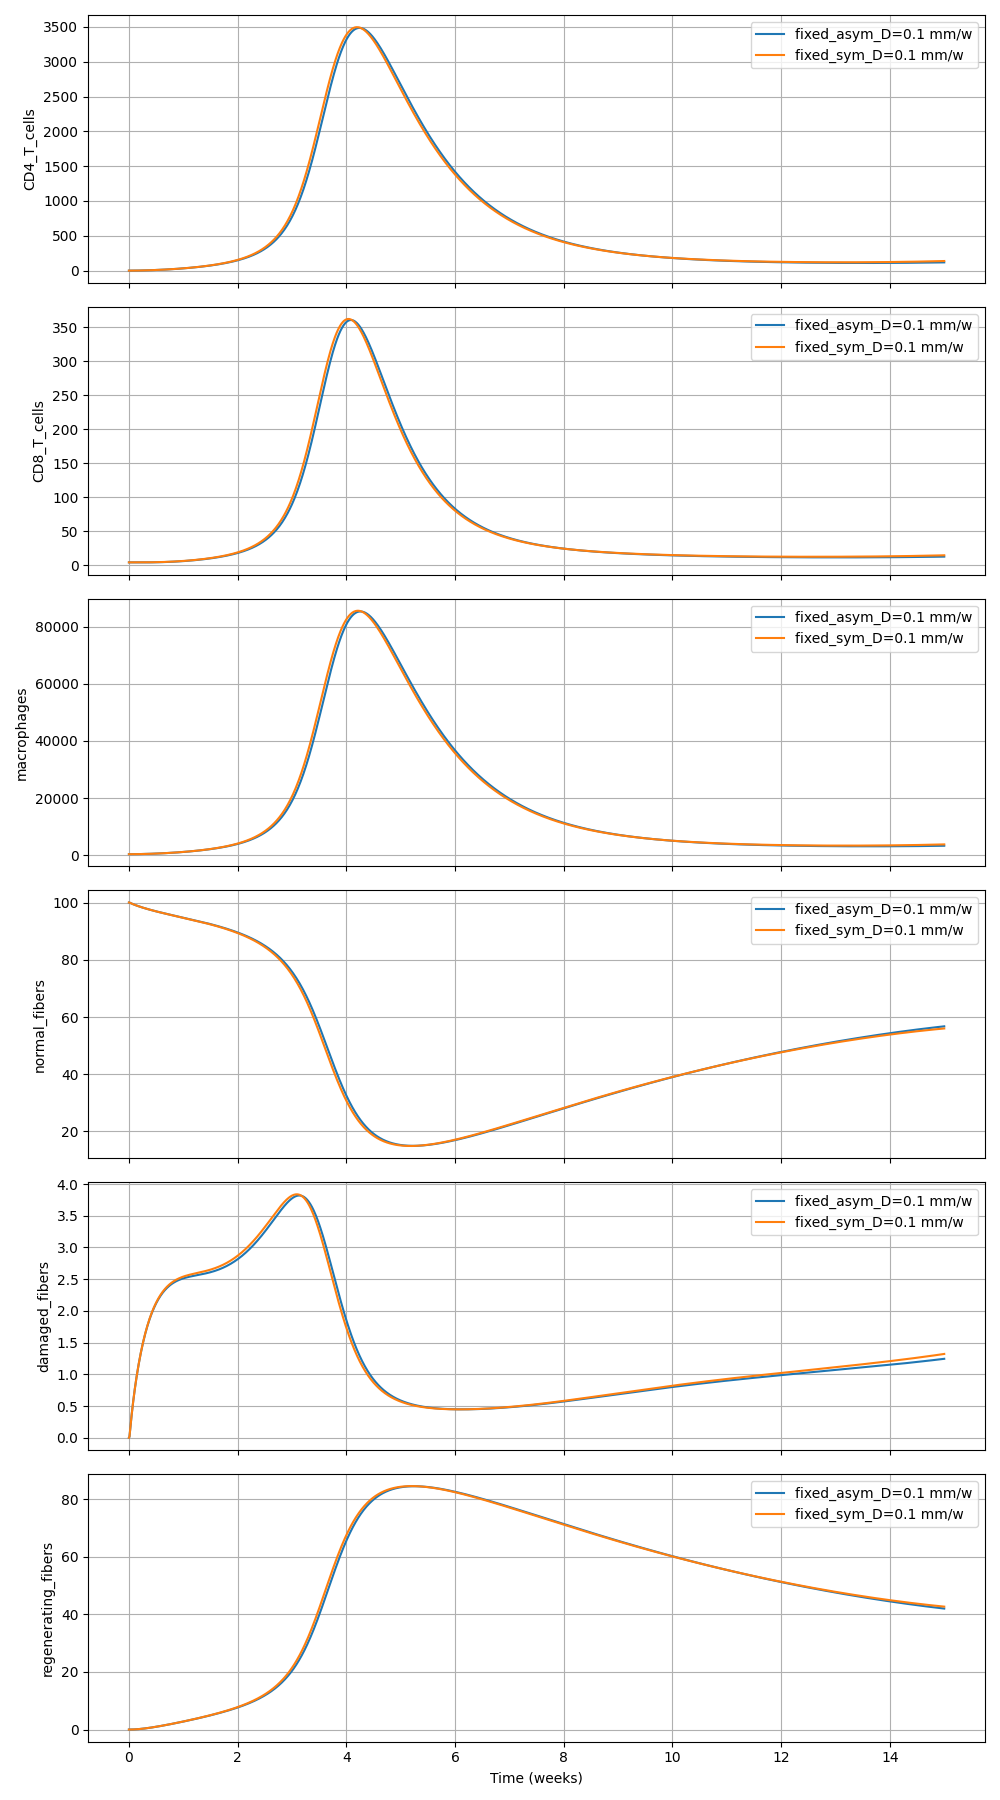 3500
3000
2500
2000
1500
1000
500
0
CD4_T_cells
fixed_asym_D=0.1 mm/w
fixed_sym_D=0.1 mm/w
350
300
250
200
150
100
50
0
CD8_T_cells
fixed_asym_D=0.1 mm/w
fixed_sym_D=0.1 mm/w
80000
60000
40000
20000
0
macrophages
fixed_asym_D=0.1 mm/w
fixed_sym_D=0.1 mm/w
100
80
60
40
20
normal_fibers
fixed_asym_D=0.1 mm/w
fixed_sym_D=0.1 mm/w
4.0
3.5
3.0
2.5
2.0
1.5
1.0
0.5
0.0
damaged_fibers
fixed_asym_D=0.1 mm/w
fixed_sym_D=0.1 mm/w
80
60
40
20
0
regenerating_fibers
fixed_asym_D=0.1 mm/w
fixed_sym_D=0.1 mm/w
0 2 4 6 8 10 12 14
Time (weeks)